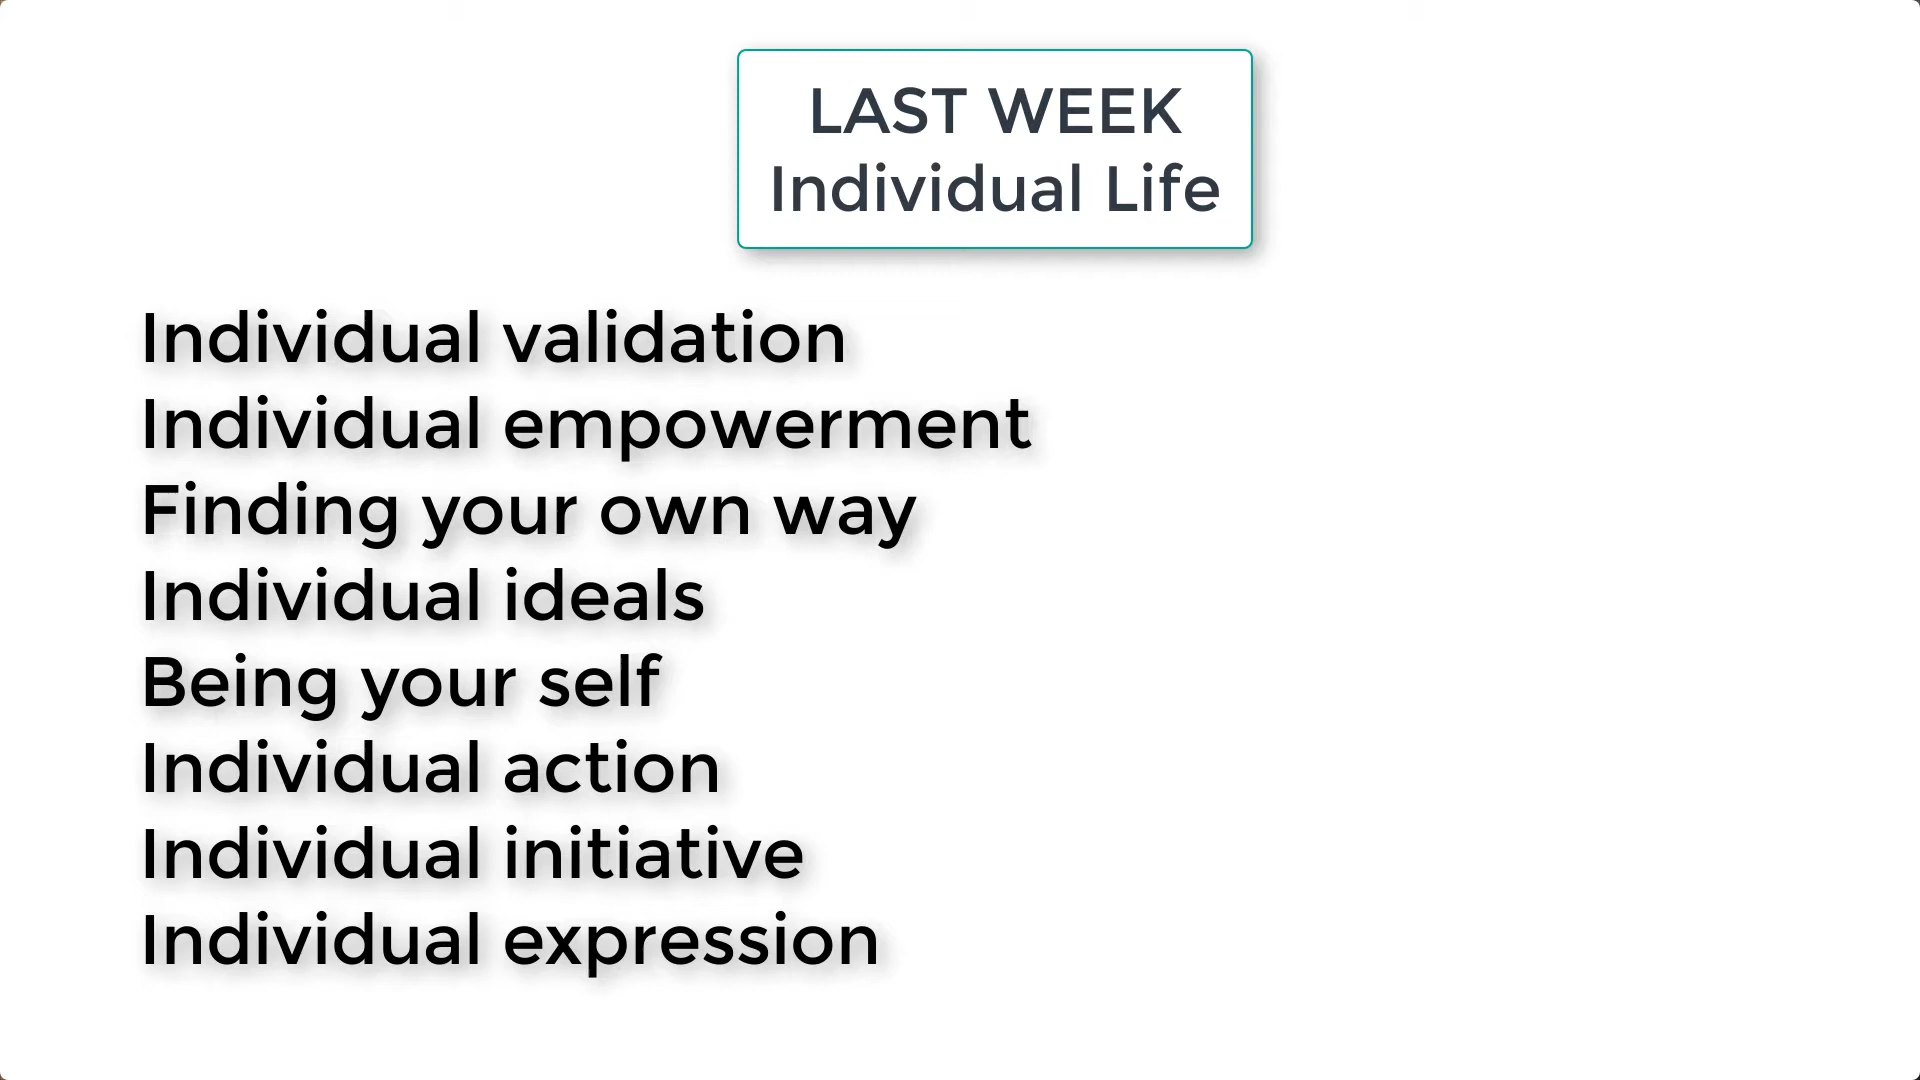 LAST WEEK
Individual Life
Individual validation
Individual empowerment
Finding your own way
Individual ideals
Being your self
Individual action
Individual initiative
Individual expression